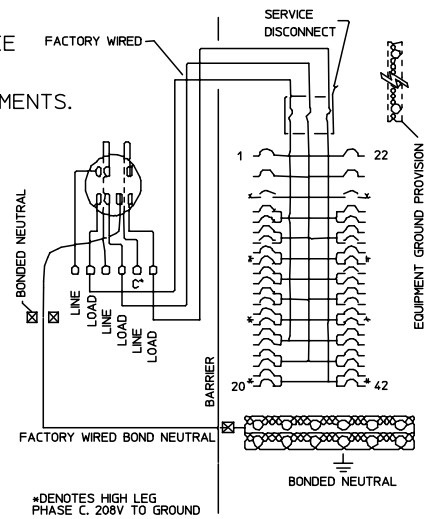 EE
MENTS.
SERVICE
DISCONNECT
FACTORY WIRED
1
22
EQUIPMENT GROUND PROVISION
BONDED NEUTRAL
LINE
LOAD
LINE
LOAD
LINE
LOAD
C*
BARRIER
20*
*42
FACTORY WIRED BOND NEUTRAL
BONDED NEUTRAL
*DENOTES HIGH LEG
PHASE C, 208V TO GROUND